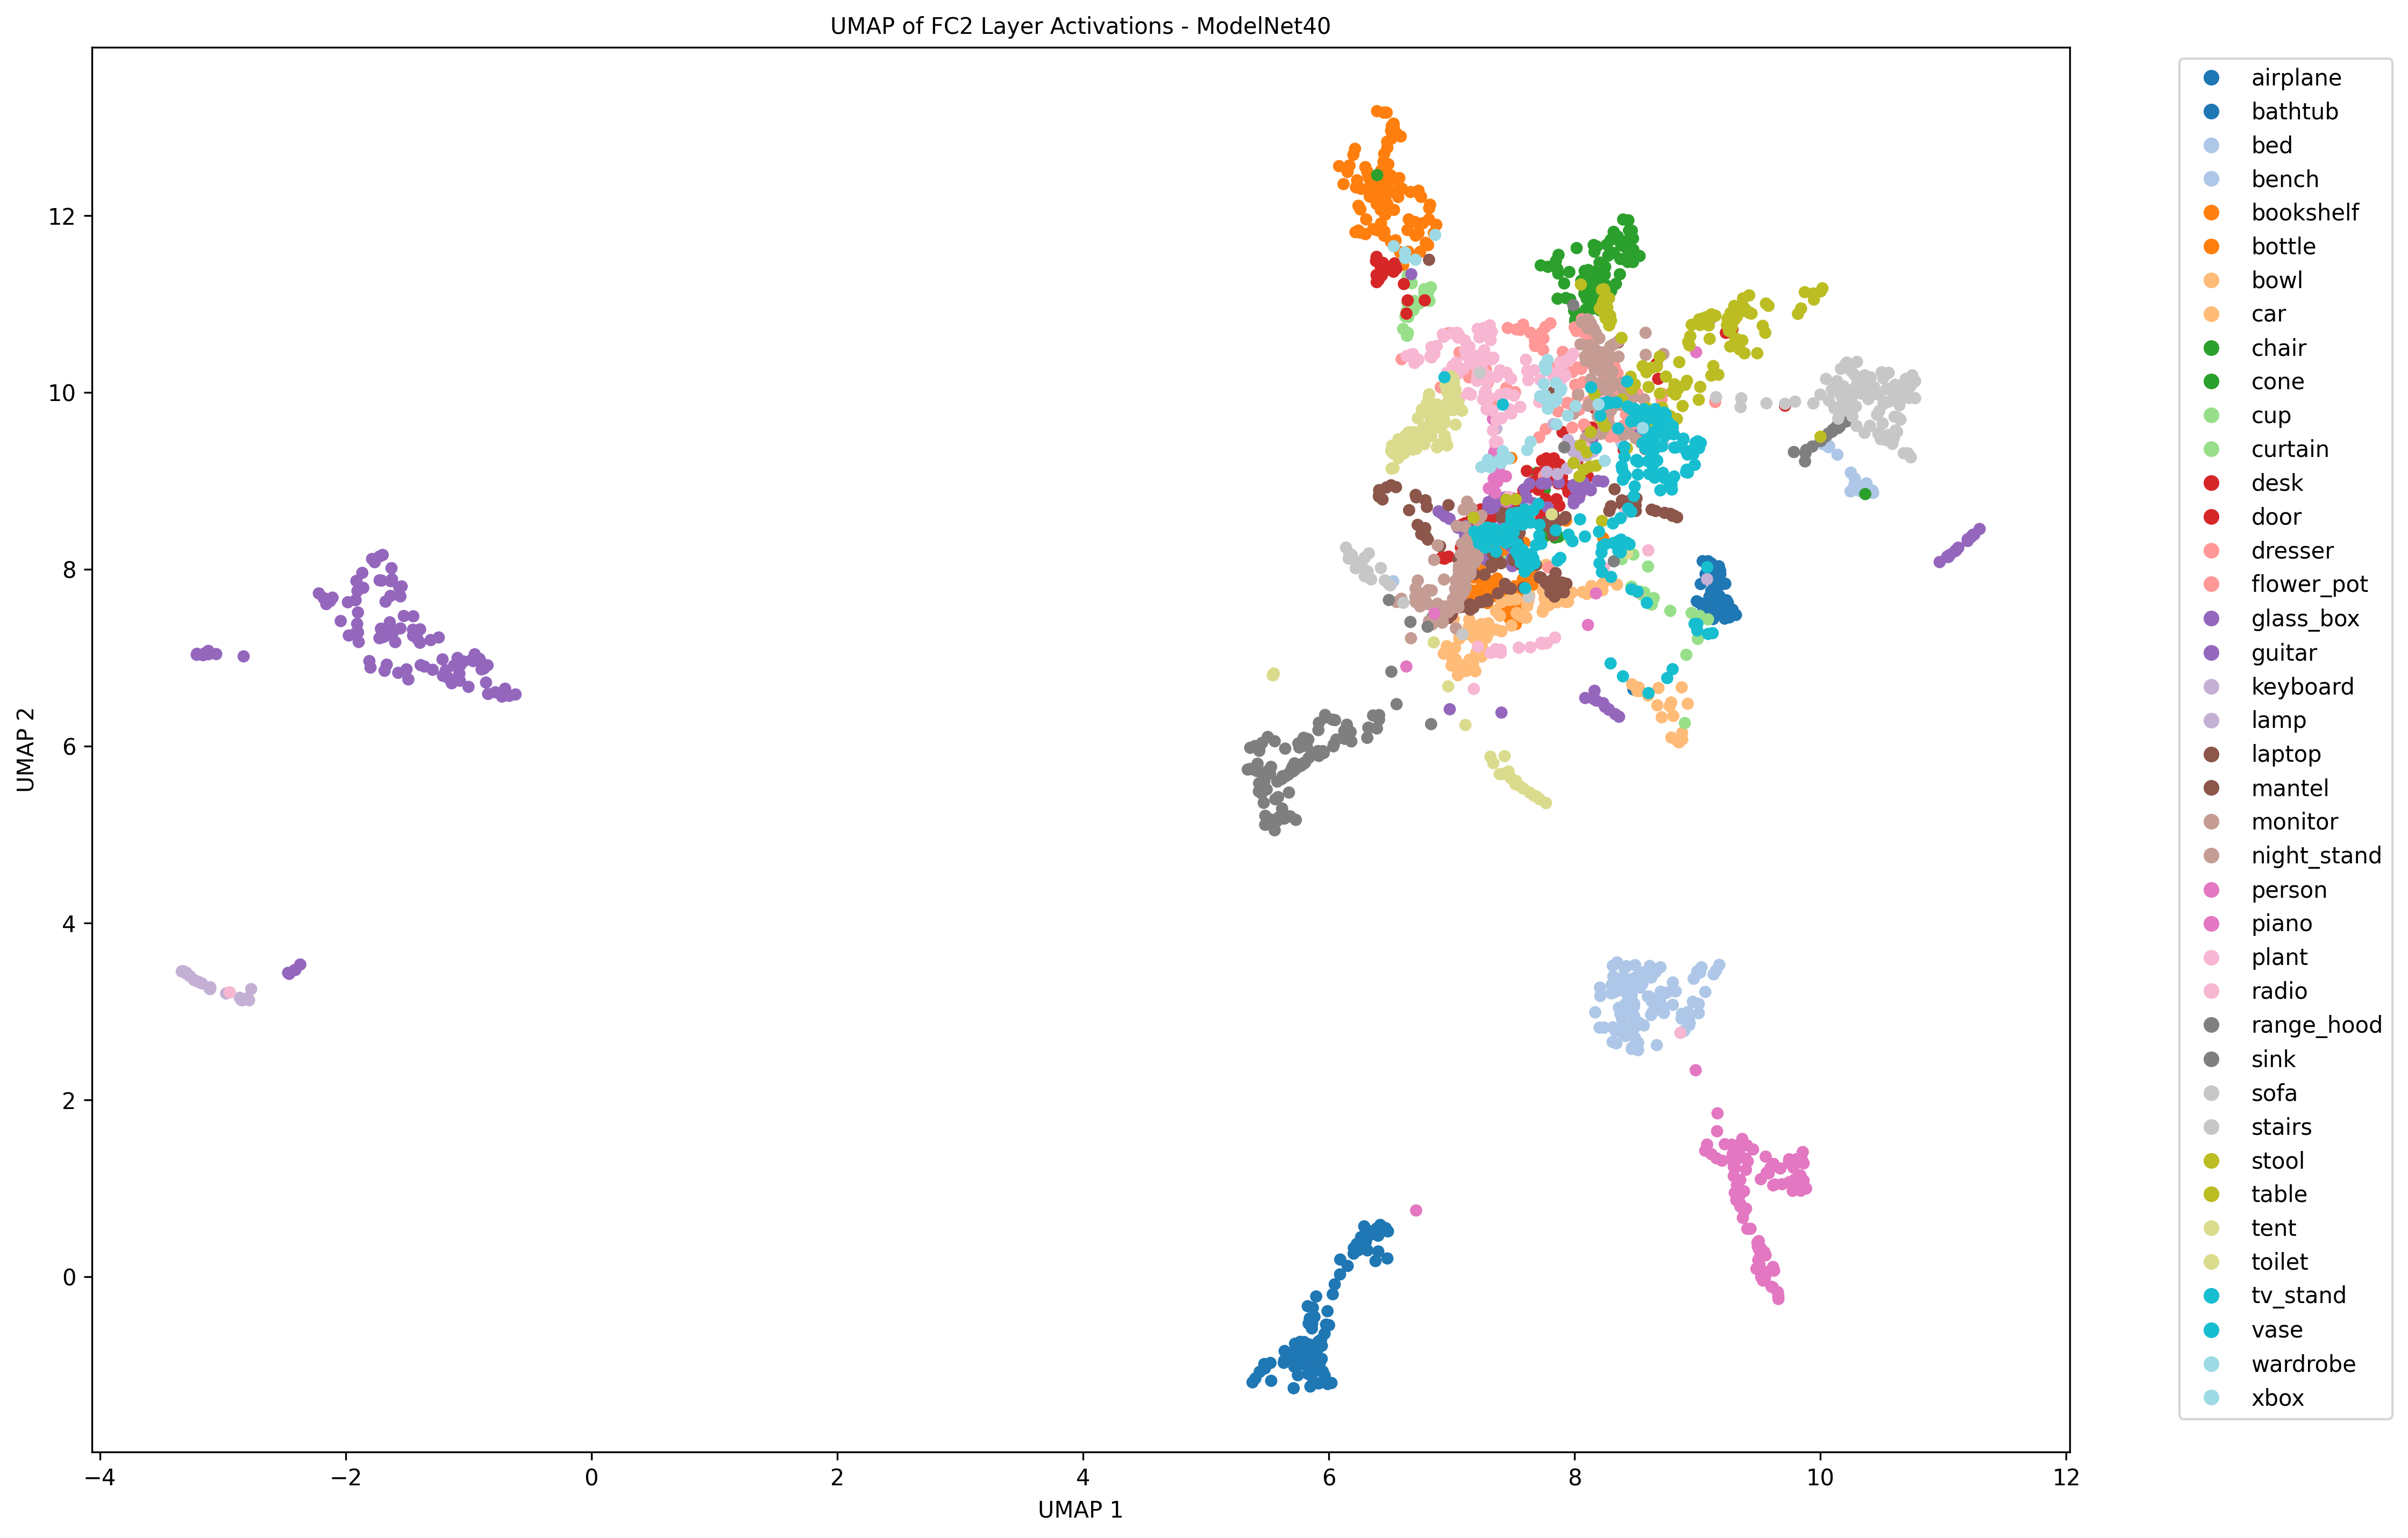 UMAP of FC2 Layer Activations - ModelNet40
12
10
8
6
4
2
0
UMAP 2
−4
−2
0
2
4
6
8
10
12
UMAP 1
airplane
bathtub
bed
bench
bookshelf
bottle
bowl
car
chair
cone
cup
curtain
desk
door
dresser
flower_pot
glass_box
guitar
keyboard
lamp
laptop
mantel
monitor
night_stand
person
piano
plant
radio
range_hood
sink
sofa
stairs
stool
table
tent
toilet
tv_stand
vase
wardrobe
xbox